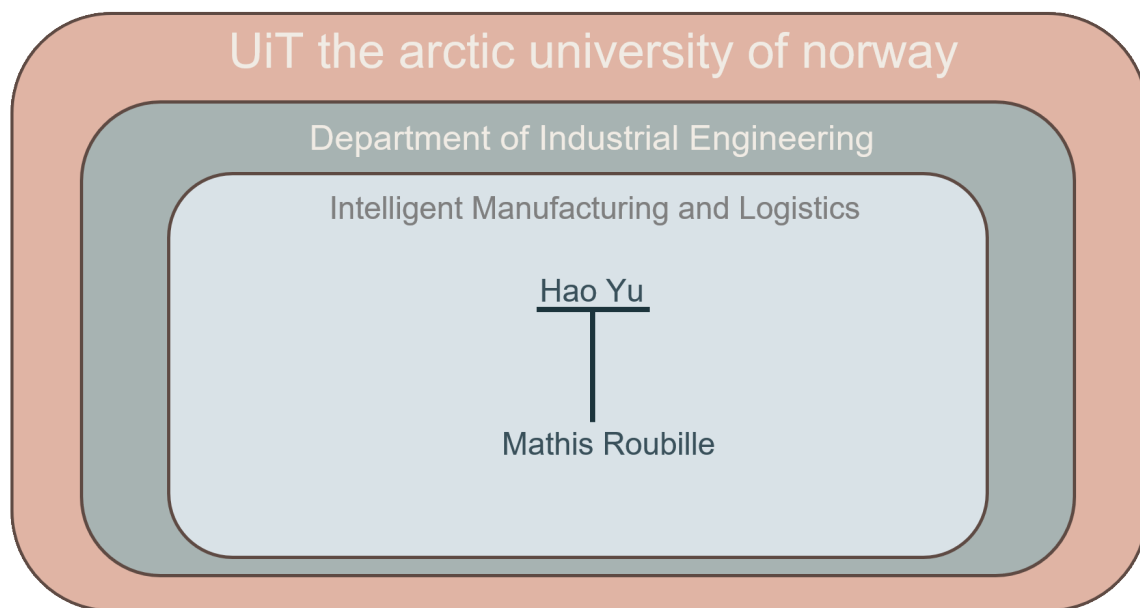 UiT the arctic university of norway
Department of Industrial Engineering
Intelligent Manufacturing and Logistics
Hao Yu
Mathis Roubille